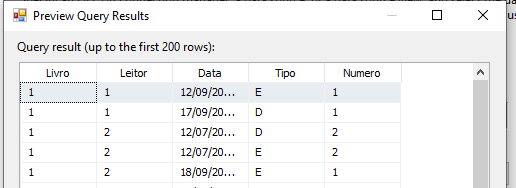 Preview Query Results
Query result (up to the first 200 rows):
Livro Leitor Data Tipo Numero
1 1 12/09/20... E 1
1 1 17/09/20... D 1
1 2 12/07/20... D 2
1 2 12/07/20... E 2
1 2 18/09/20... E 1